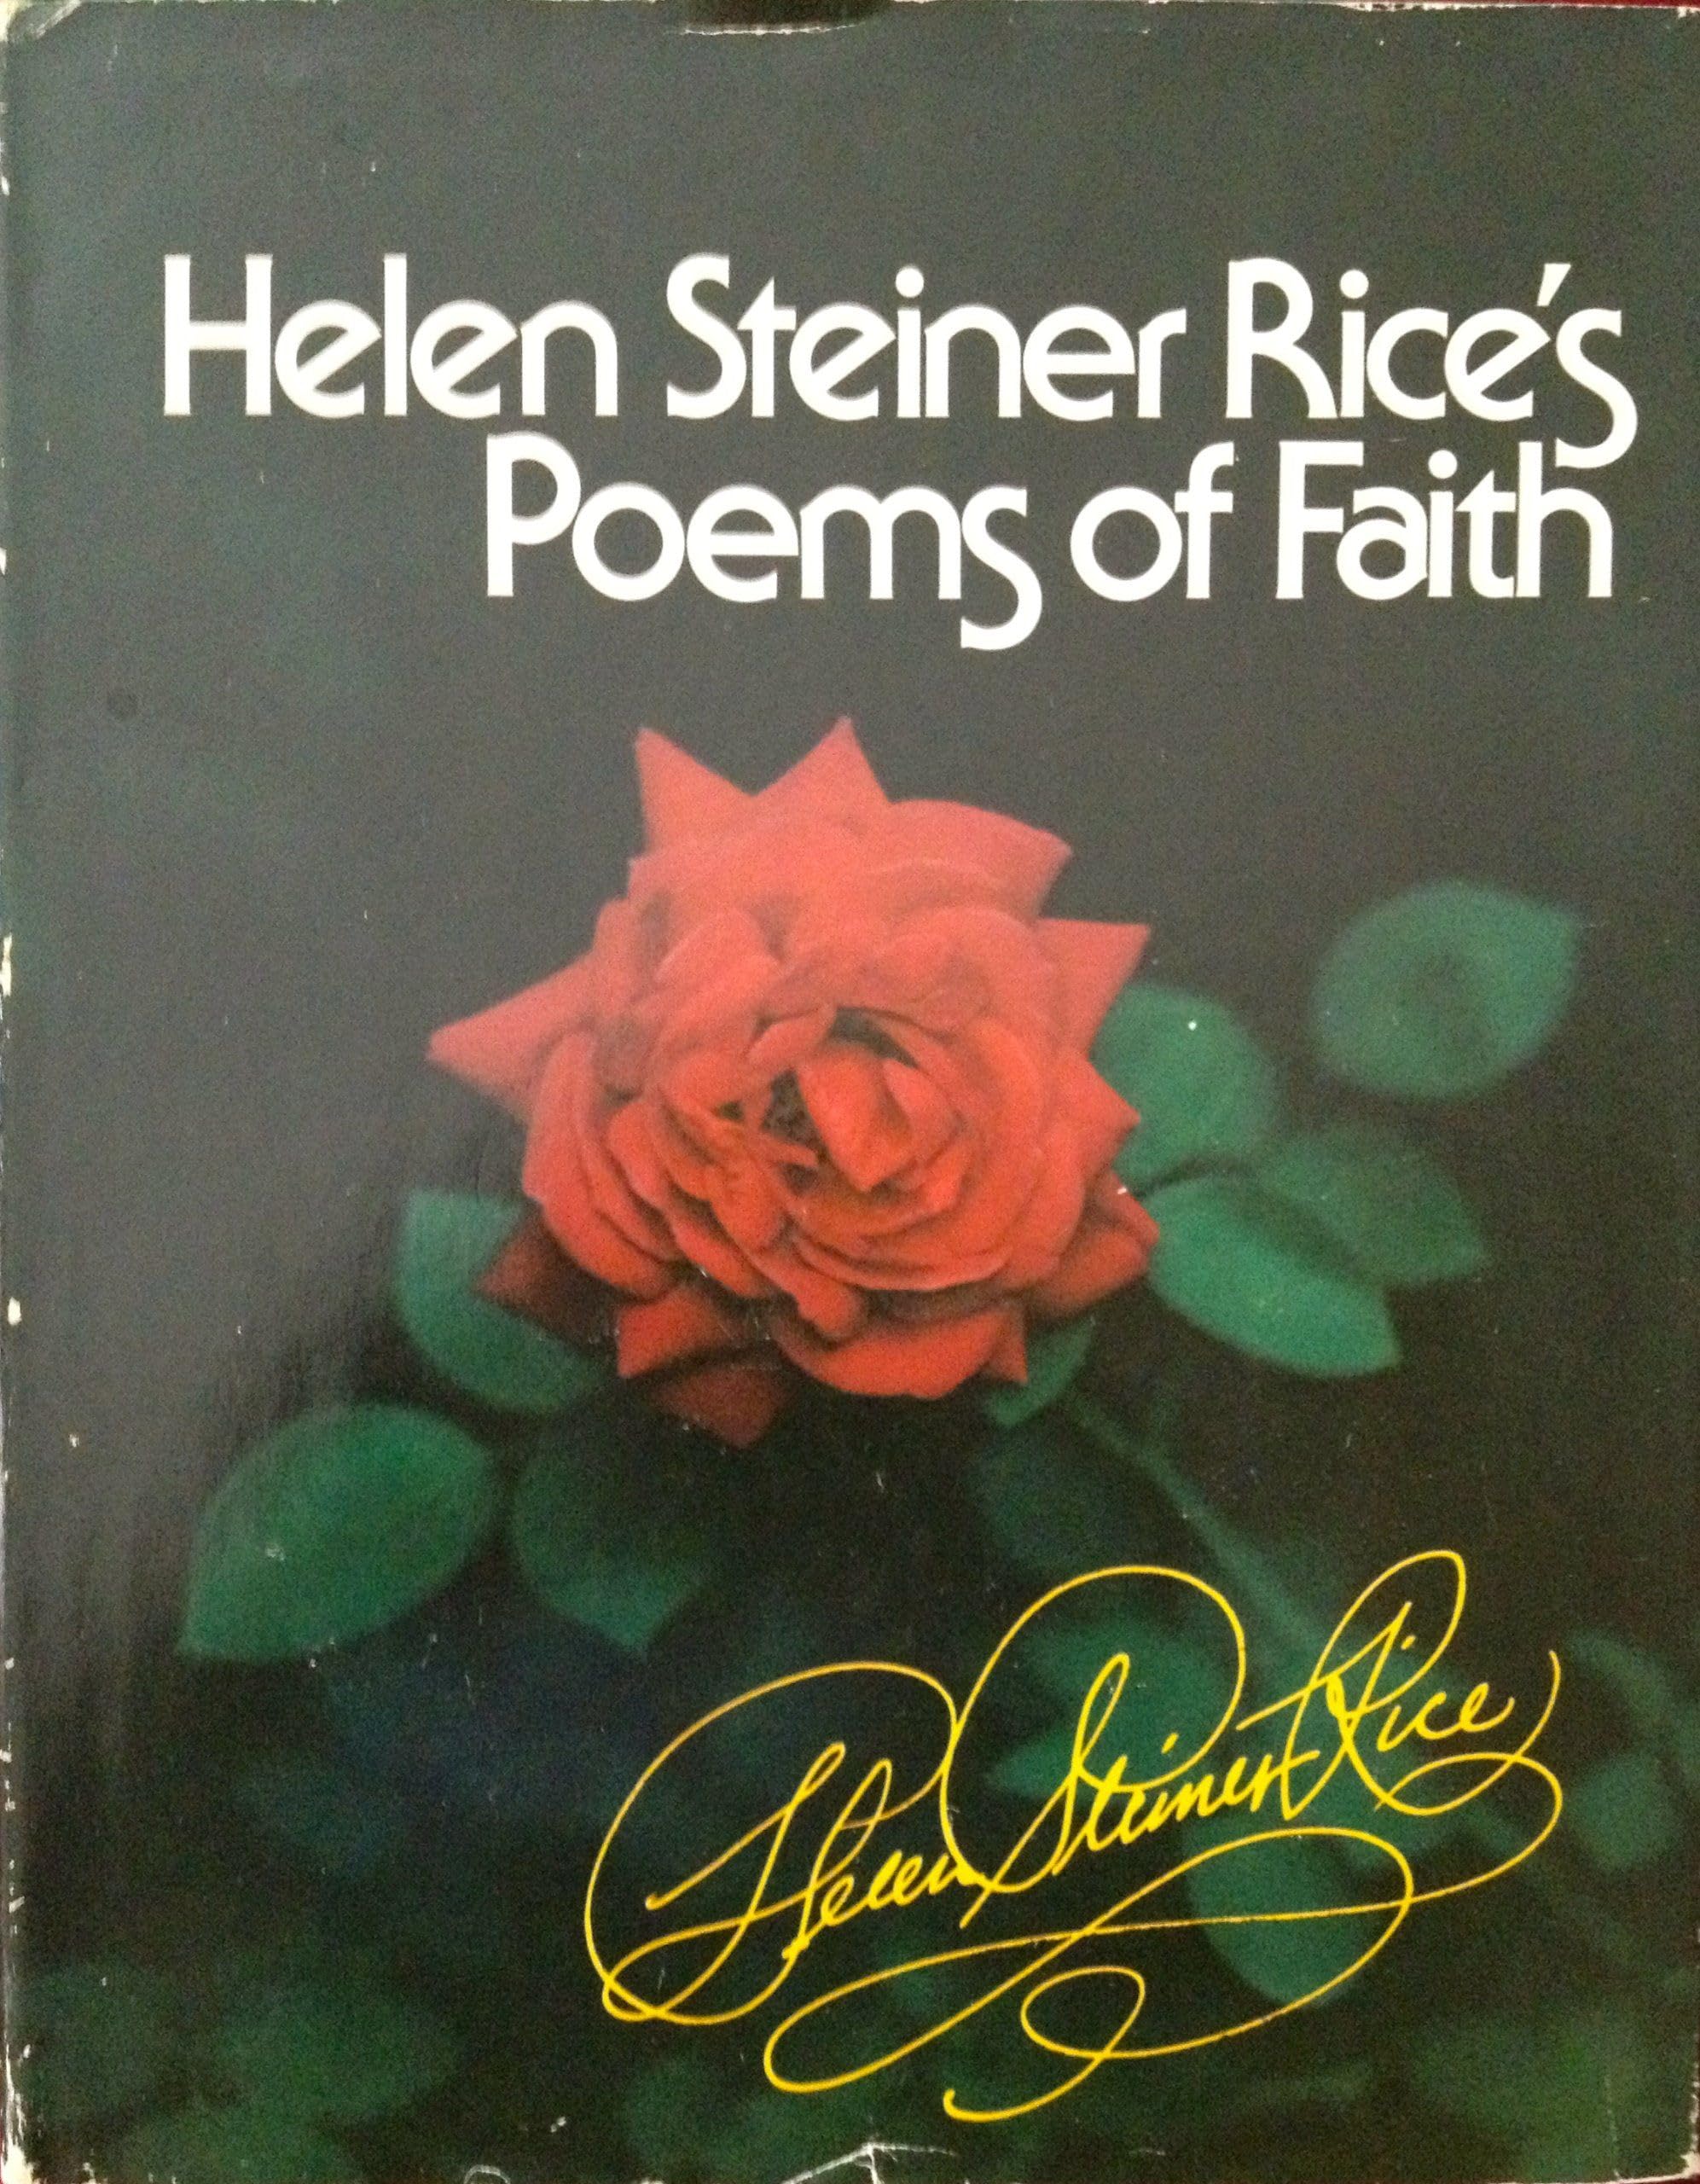 Helen Steiner Rice's
Poems of Faith
Helen Steiner Rice